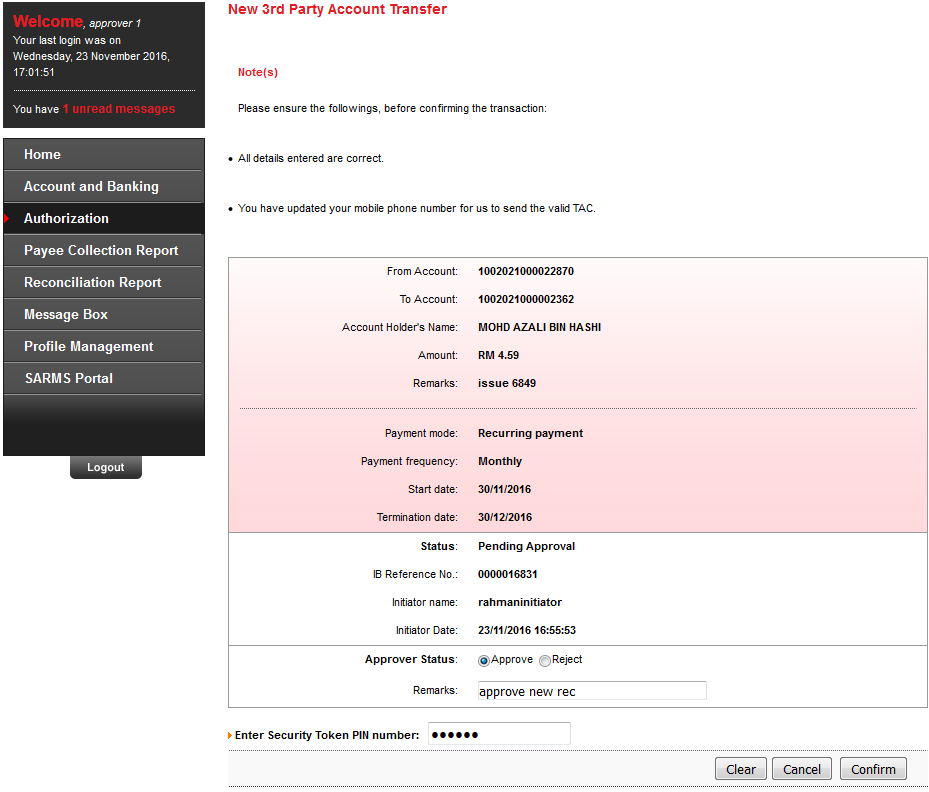 Welcome, approver 1
Your last login was on
Wednesday, 23 November 2016,
17:01:51
You have 1 unread messages
Home
Account and Banking
Authorization
Payee Collection Report
Reconciliation Report
Message Box
Profile Management
SARMS Portal
Logout
New 3rd Party Account Transfer
Note(s)
Please ensure the followings, before confirming the transaction:
• All details entered are correct.
• You have updated your mobile phone number for us to send the valid TAC.
From Account: 1002021000022870
To Account: 1002021000002362
Account Holder's Name: MOHD AZALI BIN HASHI
Amount: RM 4.59
Remarks: issue 6849
Payment mode: Recurring payment
Payment frequency: Monthly
Start date: 30/11/2016
Termination date: 30/12/2016
Status: Pending Approval
IB Reference No.: 0000016831
Initiator name: rahmaninitiator
Initiator Date: 23/11/2016 16:55:53
Approver Status: Approve Reject
Remarks: approve new rec
Enter Security Token PIN number: ●●●●●●
Clear Cancel Confirm